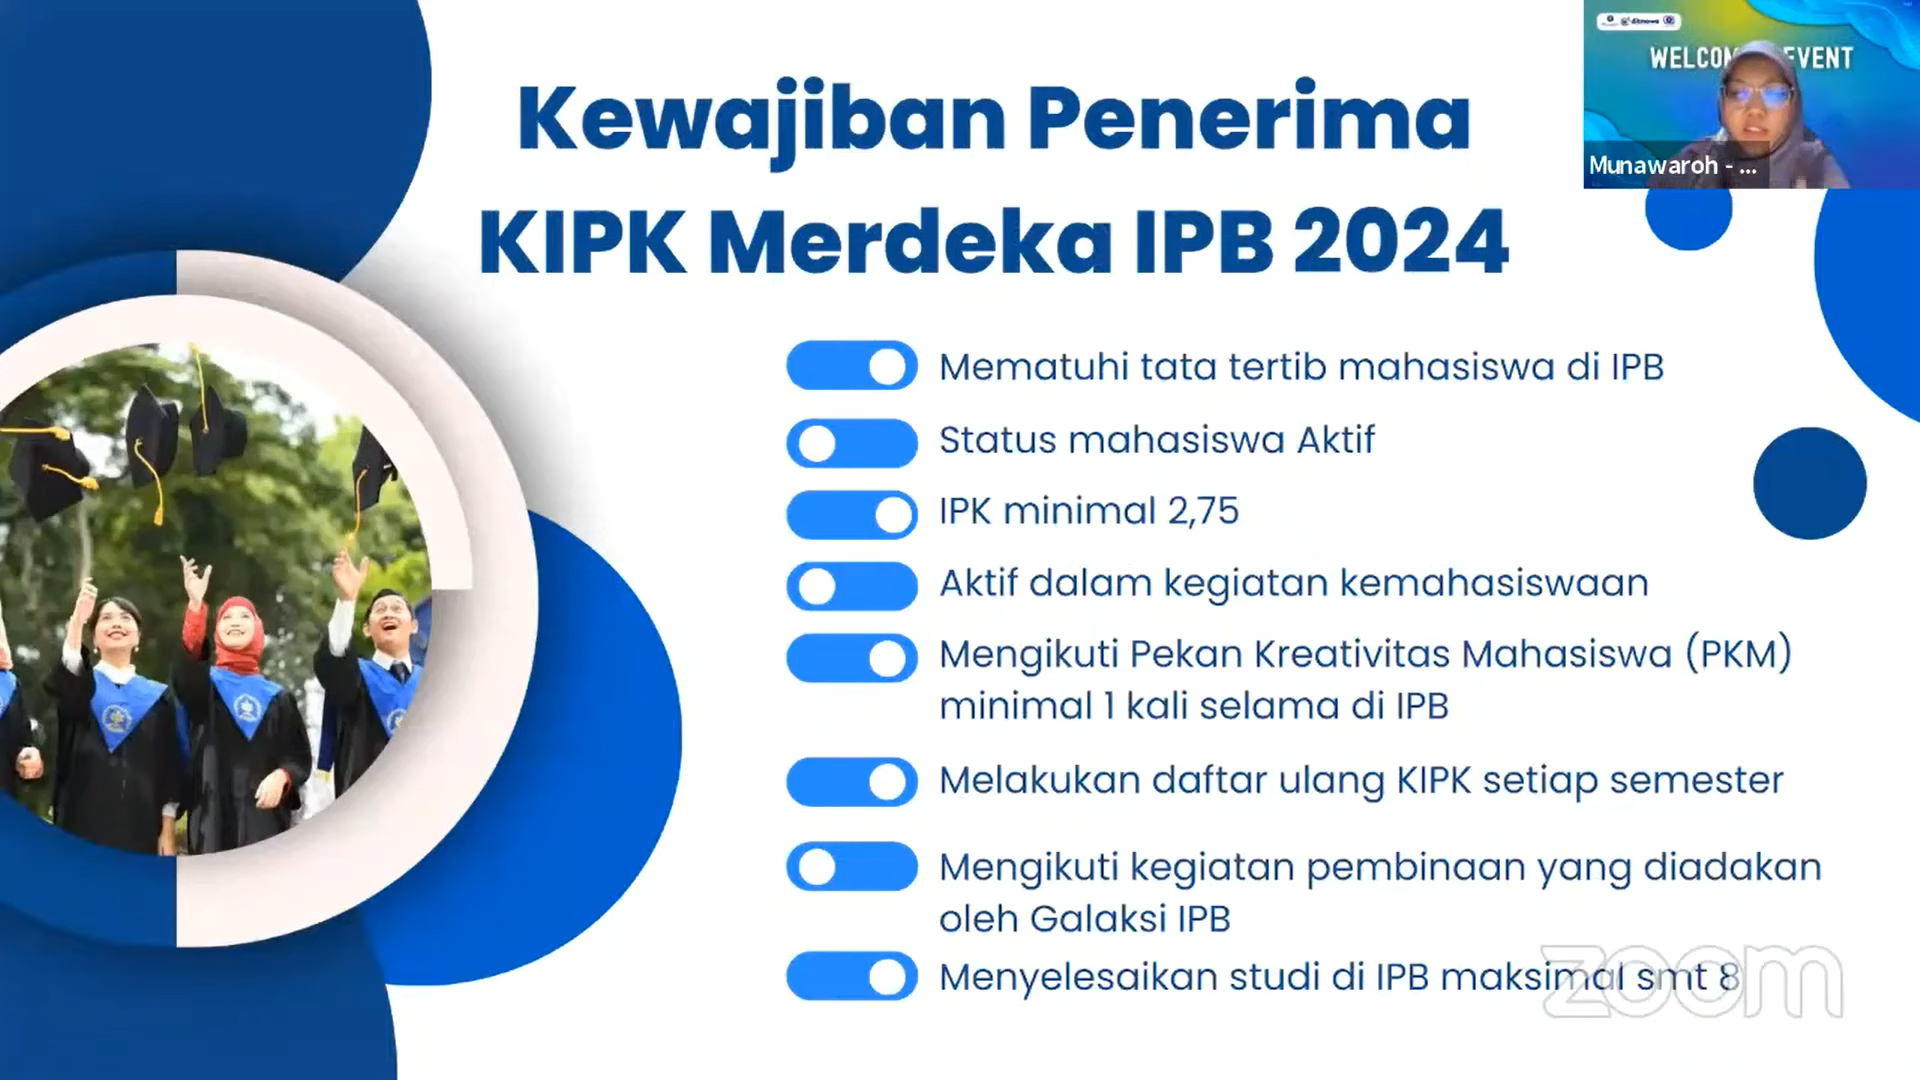 Kewajiban Penerima
KIPK Merdeka IPB 2024
WELCOM EVENT
Munawaroh - ...
Mematuhi tata tertib mahasiswa di IPB
Status mahasiswa Aktif
IPK minimal 2,75
Aktif dalam kegiatan kemahasiswaan
Mengikuti Pekan Kreativitas Mahasiswa (PKM)
minimal 1 kali selama di IPB
Melakukan daftar ulang KIPK setiap semester
Mengikuti kegiatan pembinaan yang diadakan
oleh Galaksi IPB
Menyelesaikan studi di IPB maksimal smt 8
zoom